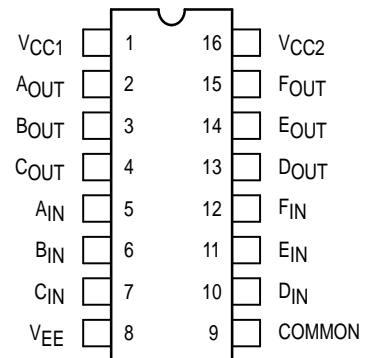 VCC1 1 16 VCC2
AOUT 2 15 FOUT
BOUT 3 14 EOUT
COUT 4 13 DOUT
AIN 5 12 FIN
BIN 6 11 EIN
CIN 7 10 DIN
VEE 8 9 COMMON